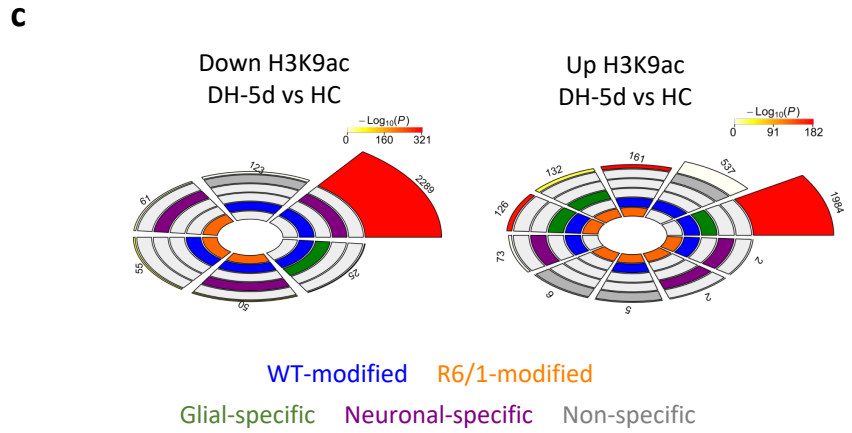 c
Down H3K9ac
DH-5d vs HC
Up H3K9ac
DH-5d vs HC
−Log₁₀(P)
0 160 321
−Log₁₀(P)
0 91 182
123
2289
61
55
50
25
161
537
132
126
1984
73
6
5
2
2
WT-modified R6/1-modified
Glial-specific Neuronal-specific Non-specific